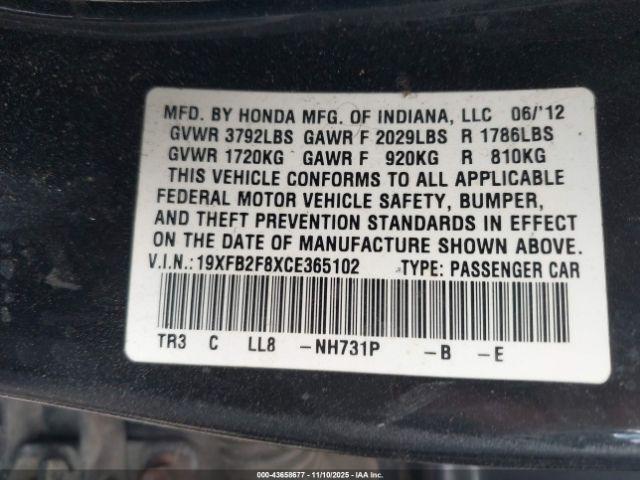 MFD. BY HONDA MFG. OF INDIANA, LLC 06/'12
GVWR 3792LBS GAWR F 2029LBS R 1786LBS
GVWR 1720KG GAWR F 920KG R 810KG
THIS VEHICLE CONFORMS TO ALL APPLICABLE
FEDERAL MOTOR VEHICLE SAFETY, BUMPER,
AND THEFT PREVENTION STANDARDS IN EFFECT
ON THE DATE OF MANUFACTURE SHOWN ABOVE.
V.I.N.:19XFB2F8XCE365102 TYPE: PASSENGER CAR
TR3 C LL8 -NH731P -B -E
000-43658677 - 11/10/2025 - © IAA Inc.